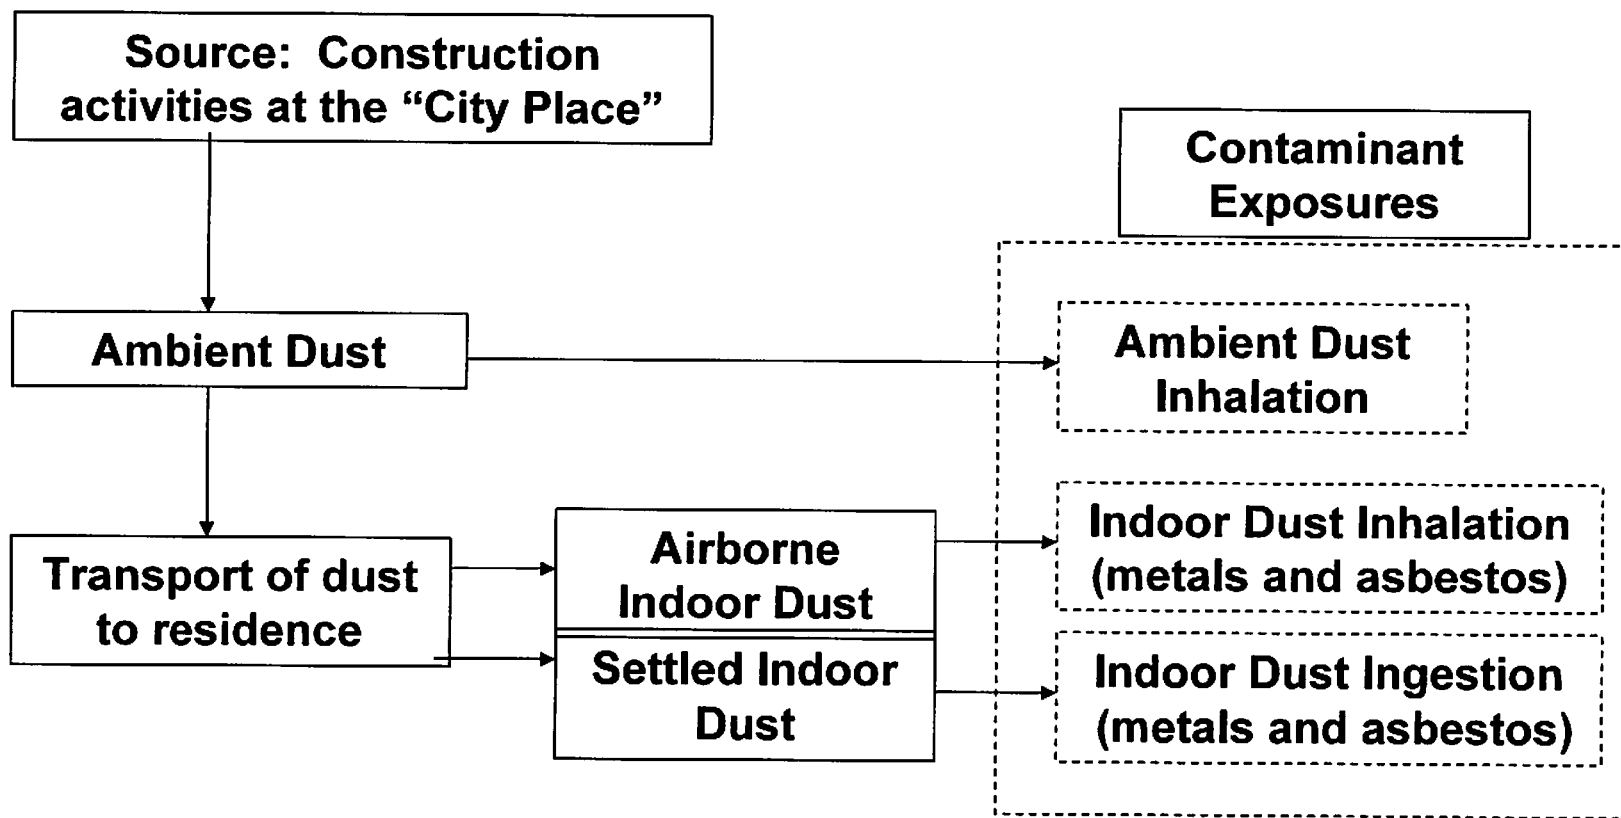 Source:  Construction
activities at the “City Place”
Contaminant
Exposures
Ambient Dust
Ambient Dust
Inhalation
Transport of dust
to residence
Airborne
Indoor Dust
Settled Indoor
Dust
Indoor Dust Inhalation
(metals and asbestos)
Indoor Dust Ingestion
(metals and asbestos)